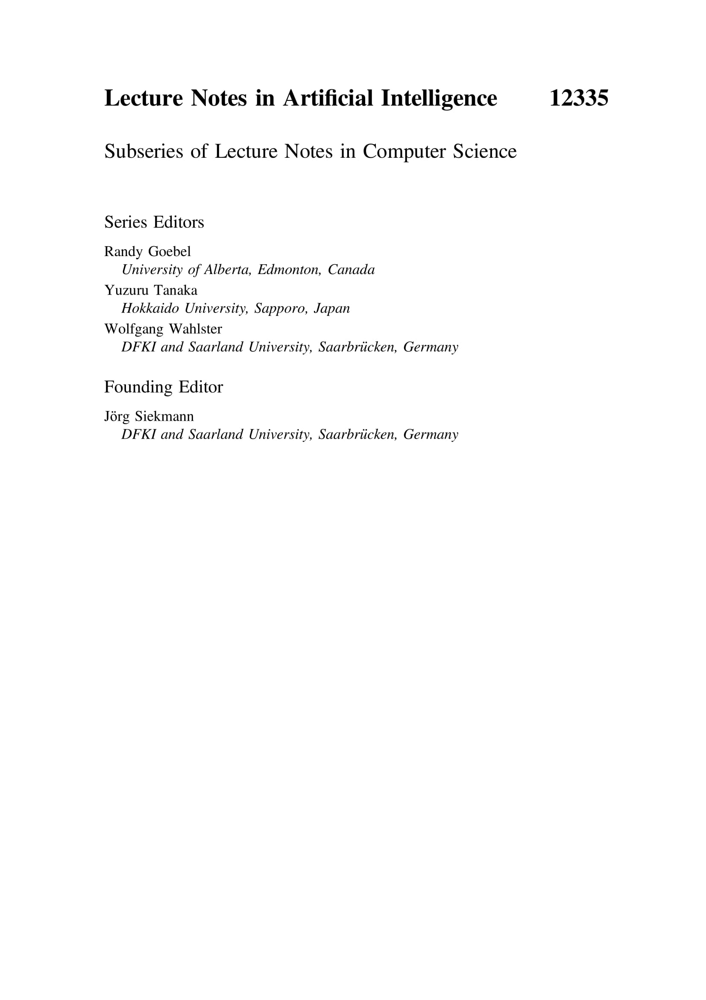 Lecture Notes in Artificial Intelligence 12335
Subseries of Lecture Notes in Computer Science
Series Editors
Randy Goebel
University of Alberta, Edmonton, Canada
Yuzuru Tanaka
Hokkaido University, Sapporo, Japan
Wolfgang Wahlster
DFKI and Saarland University, Saarbrücken, Germany
Founding Editor
Jörg Siekmann
DFKI and Saarland University, Saarbrücken, Germany